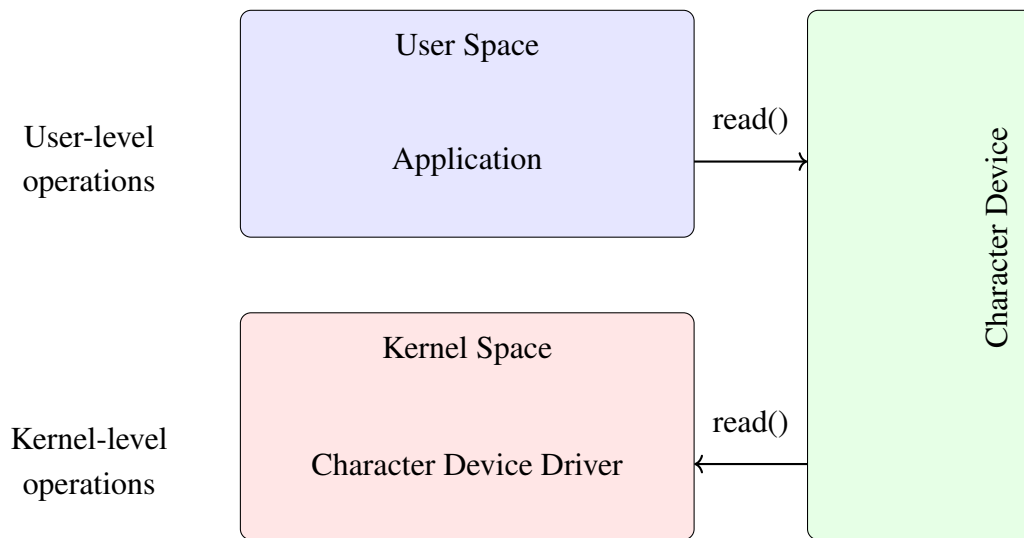 User Space
User-level
operations
Application
read()
Character Device
Kernel Space
Kernel-level
operations
Character Device Driver
read()